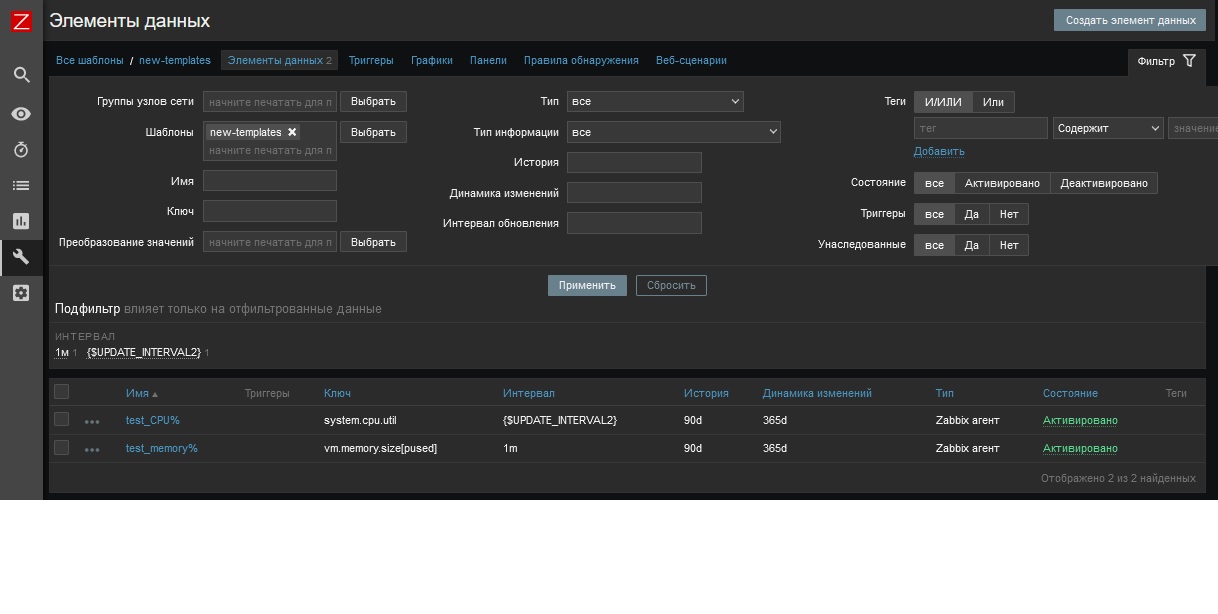 Z
Элементы данных
Создать элемент данных
Все шаблоны / new-templates Элементы данных 2 Триггеры Графики Панели Правила обнаружения Веб-сценарии
Фильтр
Группы узлов сети начните печатать для п Выбрать
Шаблоны new-templates ✖ Выбрать
начните печатать для п
Имя
Ключ
Преобразование значений начните печатать для п Выбрать
Тип все
Тип информации все
История
Динамика изменений
Интервал обновления
Теги И/ИЛИ Или
тег Содержит значение
Добавить
Состояние все Активировано Деактивировано
Триггеры все Да Нет
Унаследованные все Да Нет
Применить Сбросить
Подфильтр влияет только на отфильтрованные данные
ИНТЕРВАЛ
1м 1 {$UPDATE_INTERVAL2} 1
Имя ▲ Триггеры Ключ Интервал История Динамика изменений Тип Состояние Теги
test_CPU% system.cpu.util {$UPDATE_INTERVAL2} 90d 365d Zabbix агент Активировано
test_memory% vm.memory.size[pused] 1m 90d 365d Zabbix агент Активировано
Отображено 2 из 2 найденных